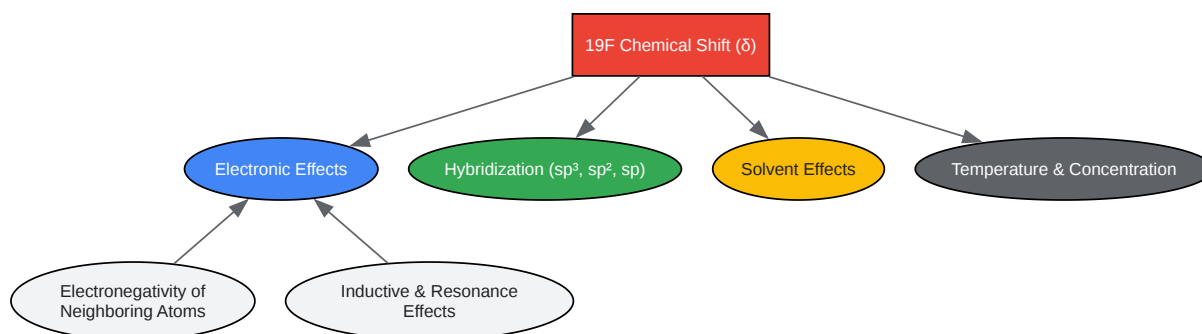 19F Chemical Shift (δ)
Electronic Effects
Hybridization (sp³, sp², sp)
Solvent Effects
Temperature & Concentration
Electronegativity of
Neighboring Atoms
Inductive & Resonance
Effects